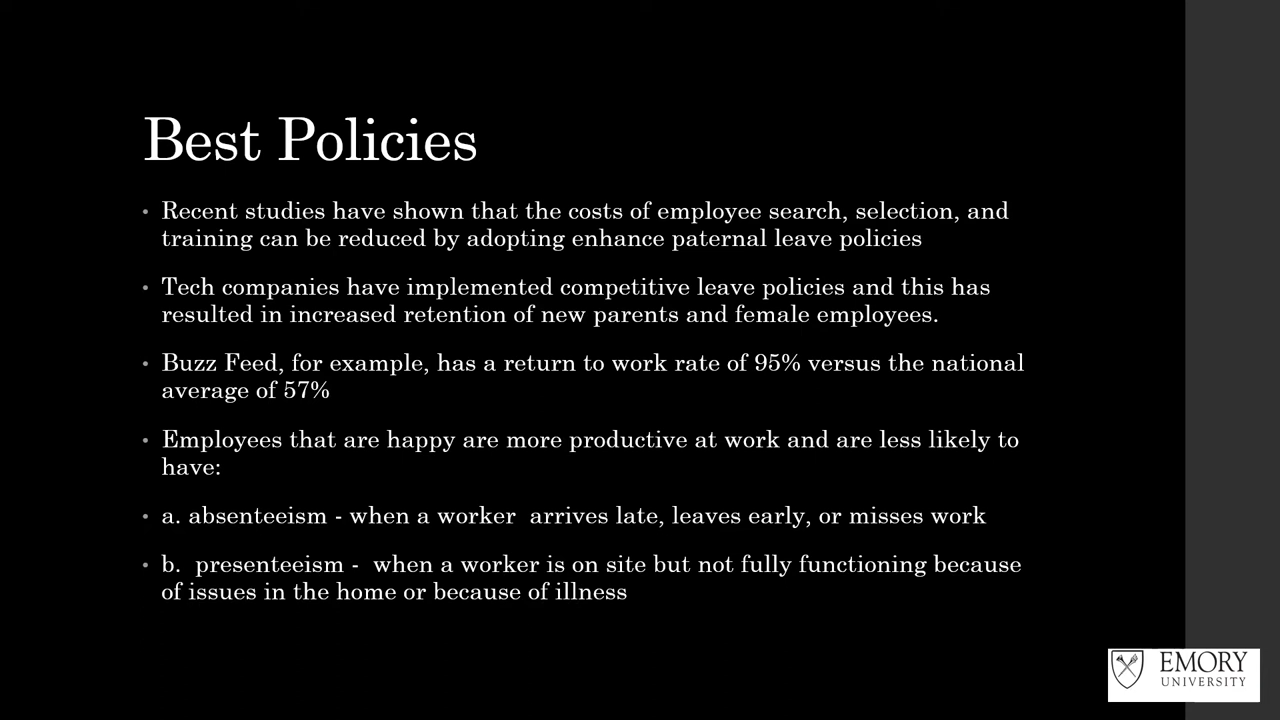 Best Policies
• Recent studies have shown that the costs of employee search, selection, and
training can be reduced by adopting enhance paternal leave policies
• Tech companies have implemented competitive leave policies and this has
resulted in increased retention of new parents and female employees.
• Buzz Feed, for example, has a return to work rate of 95% versus the national
average of 57%
• Employees that are happy are more productive at work and are less likely to
have:
• a. absenteeism - when a worker  arrives late, leaves early, or misses work
• b.  presenteeism -  when a worker is on site but not fully functioning because
of issues in the home or because of illness
EMORY
UNIVERSITY